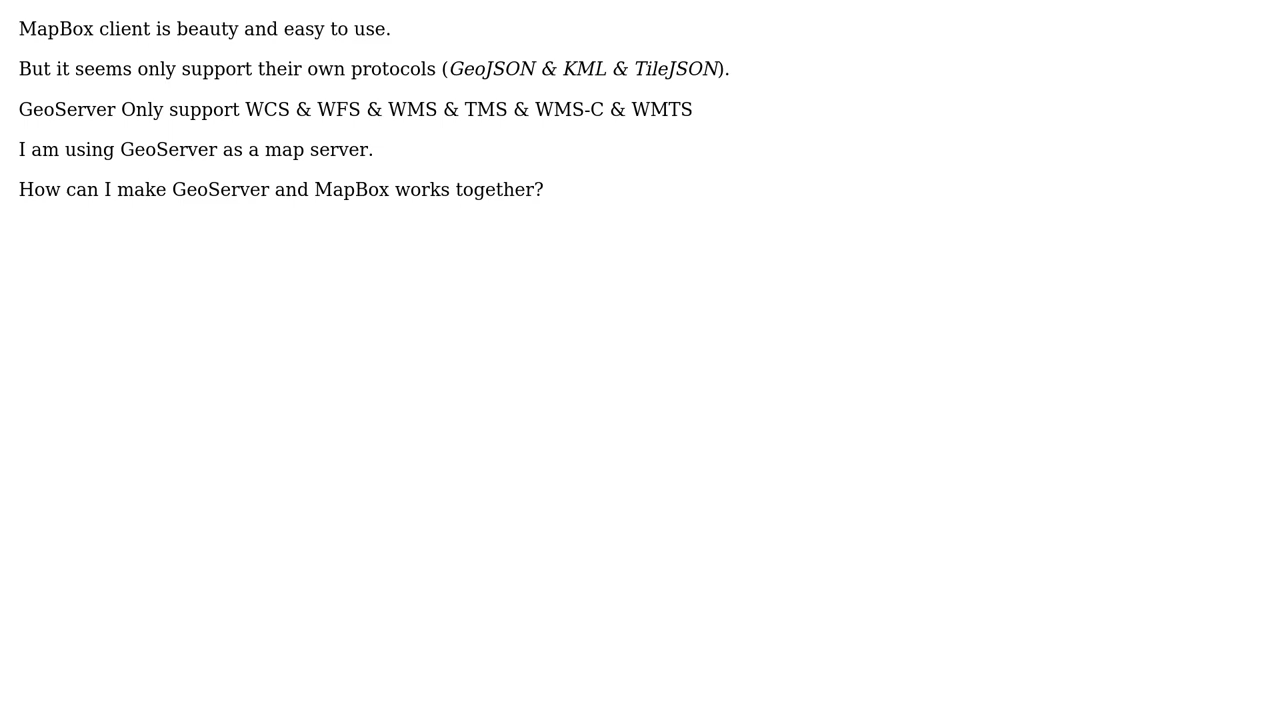 MapBox client is beauty and easy to use.
But it seems only support their own protocols (GeoJSON & KML & TileJSON).
GeoServer Only support WCS & WFS & WMS & TMS & WMS-C & WMTS
I am using GeoServer as a map server.
How can I make GeoServer and MapBox works together?